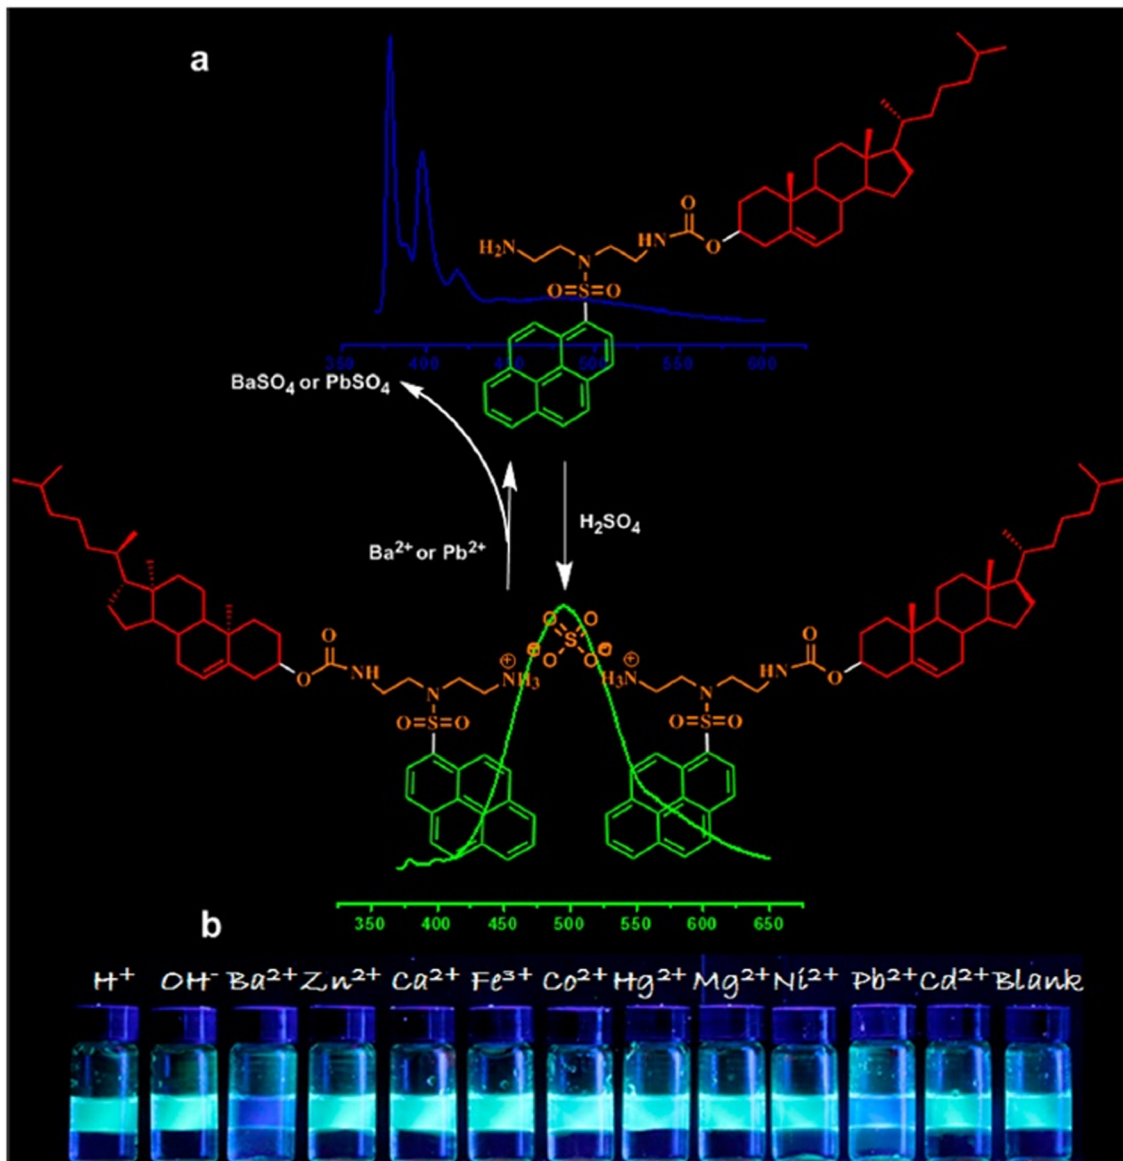 a
O
HN
H₂N
O
N
O=S=O
350 400 500 550 600
BaSO₄ or PbSO₄
H₂SO₄
Ba²⁺ or Pb²⁺
O O
S
O O
O O
NH HN
O NH₃ H₃N O
N N
O=S=O O=S=O
350 400 450 500 550 600 650
b
H⁺ OH⁻ Ba²⁺ Zn²⁺ Ca²⁺ Fe³⁺ Co²⁺ Hg²⁺ Mg²⁺ Ni²⁺ Pb²⁺ Cd²⁺ Blank